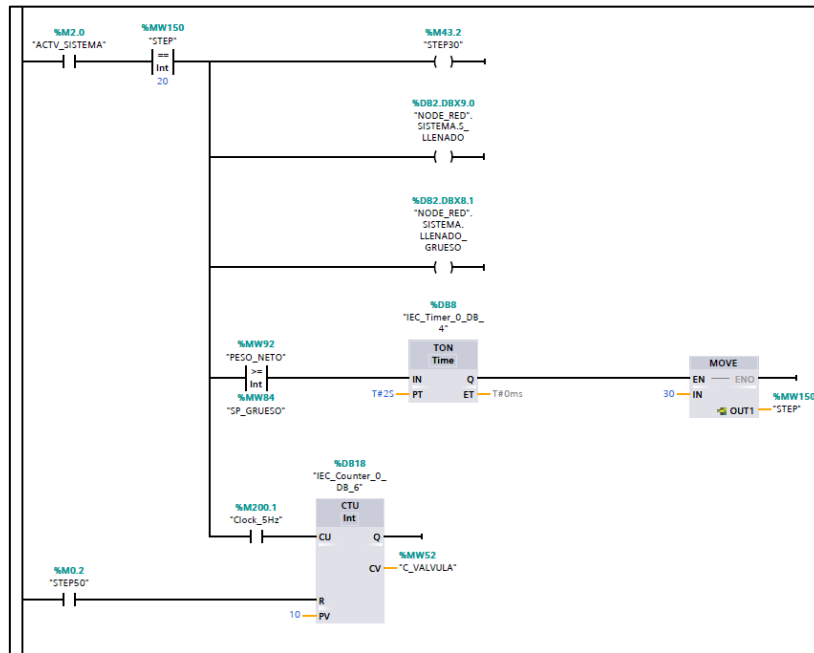 %M2.0
"ACTV_SISTEMA"
%MW150
"STEP"
==
Int
20
%M43.2
"STEP30"
%DB2.DBX9.0
"NODE_RED".
SISTEMA.S_
LLENADO
%DB2.DBX8.1
"NODE_RED".
SISTEMA.
LLENADO_
GRUESO
%MW92
"PESO_NETO"
>=
Int
%MW84
"SP_GRUESO"
%DB8
"IEC_Timer_0_DB_
4"
TON
Time
IN Q
T#2S PT ET T#0ms
MOVE
EN ENO
30 IN
%MW150
OUT1 "STEP"
%M200.1
"Clock_5Hz"
%DB18
"IEC_Counter_0_
DB_6"
CTU
Int
CU Q
%MW52
CV "C_VALVULA"
%M0.2
"STEP50"
R
10 PV